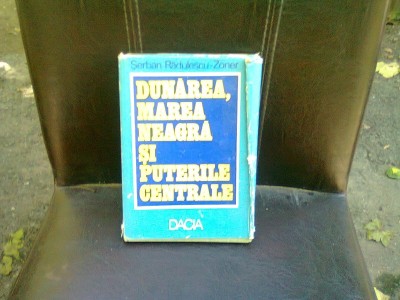 Șerban Rădulescu-Zoner
DUNĂREA,
MAREA
NEAGRĂ
ȘI
PUTERILE
CENTRALE
DACIA